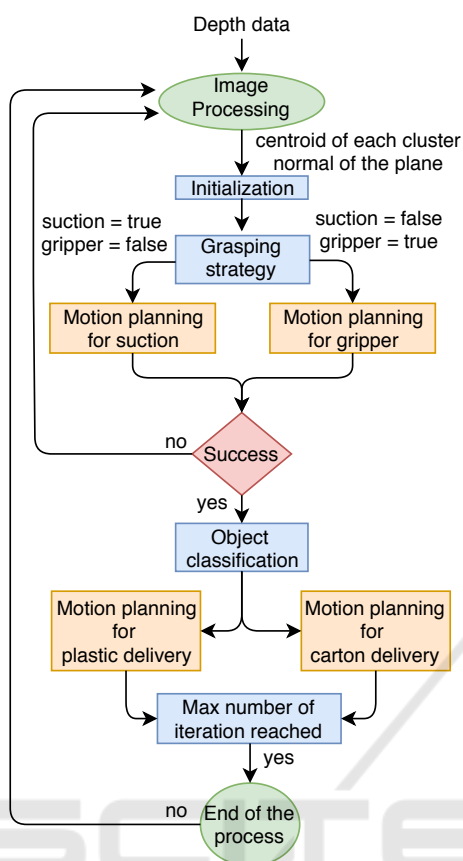 Depth data
Image
Processing
centroid of each cluster
normal of the plane
Initialization
suction = true
gripper = false
suction = false
gripper = true
Grasping
strategy
Motion planning
for suction
Motion planning
for gripper
no
Success
yes
Object
classification
Motion planning
for
plastic delivery
Motion planning
for
carton delivery
Max number of
iteration reached
yes
no
End of the
process